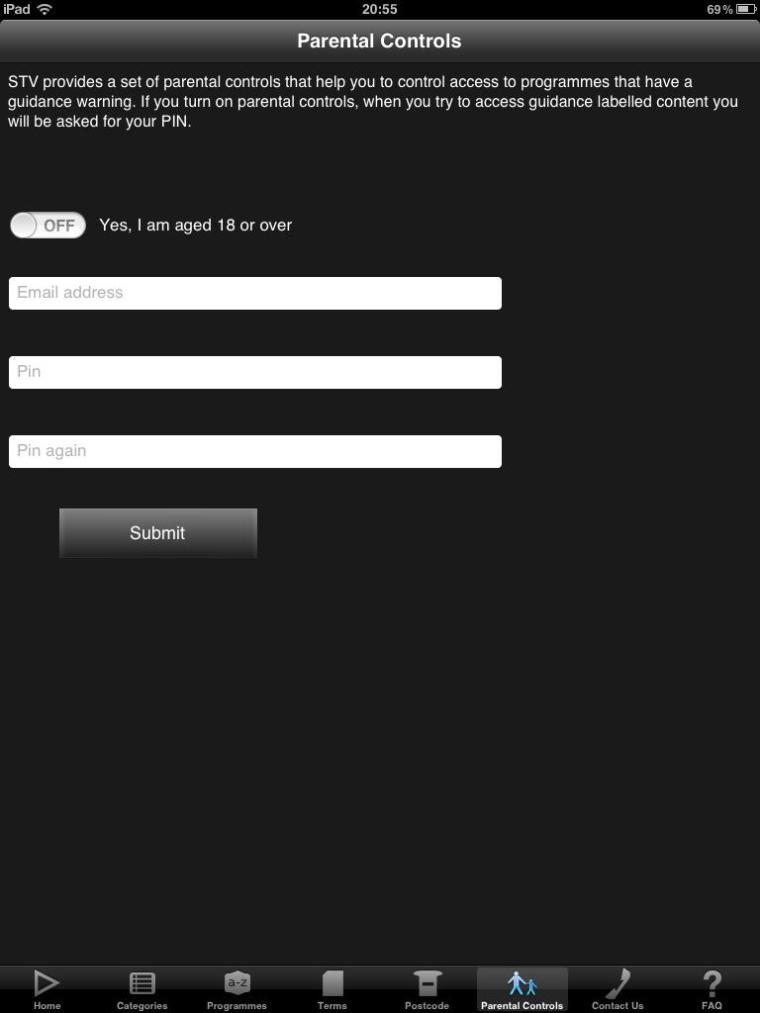 iPad 20:55 69%
Parental Controls
STV provides a set of parental controls that help you to control access to programmes that have a
guidance warning. If you turn on parental controls, when you try to access guidance labelled content you
will be asked for your PIN.
OFF Yes, I am aged 18 or over
Email address
Pin
Pin again
Submit
a-z
Home Categories Programmes Terms Postcode Parental Controls Contact Us FAQ